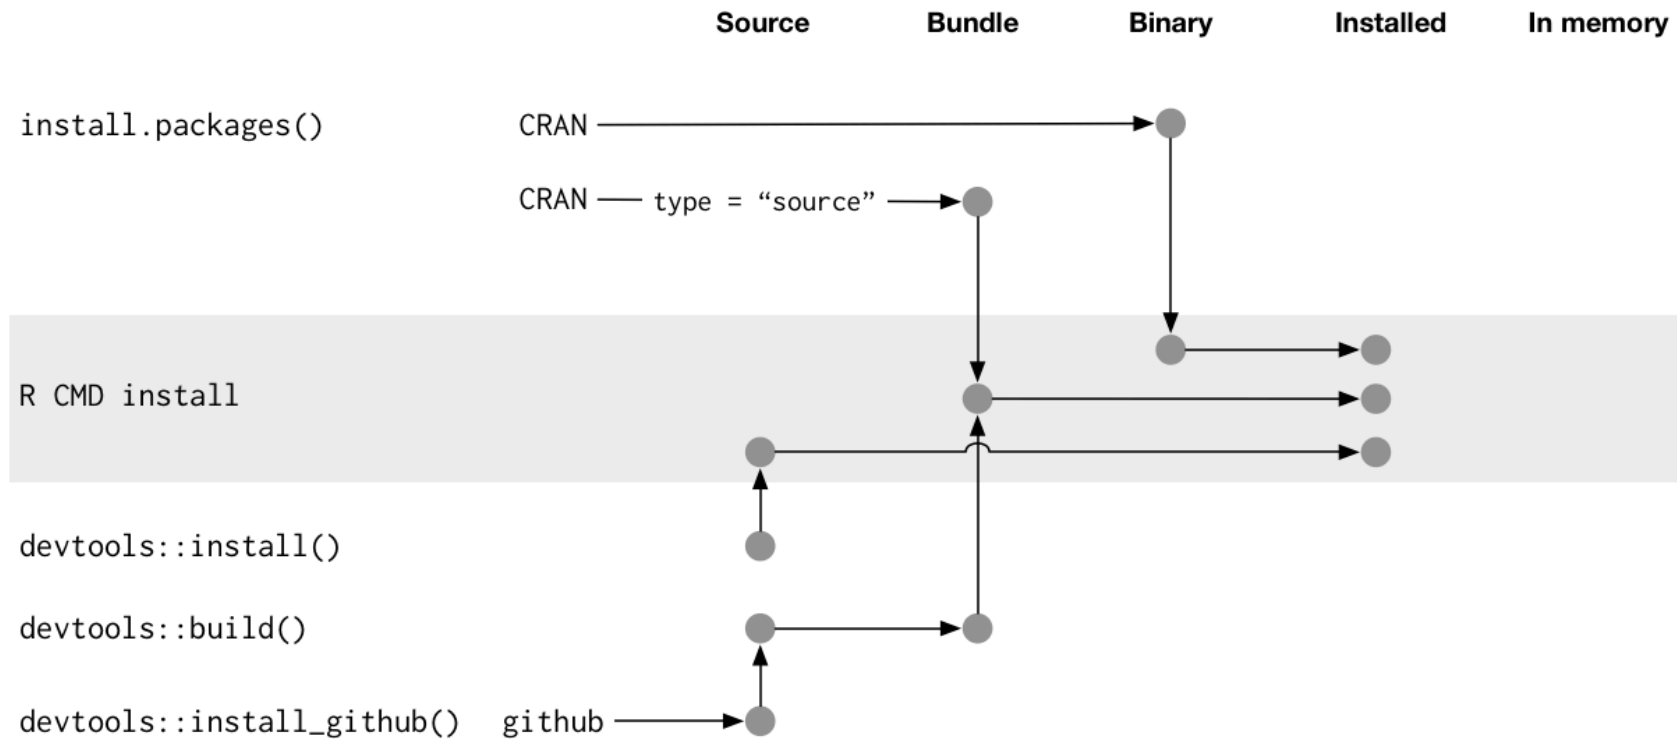 Source Bundle Binary Installed In memory
install.packages() CRAN
CRAN type = “source”
R CMD install
devtools::install()
devtools::build()
devtools::install_github() github